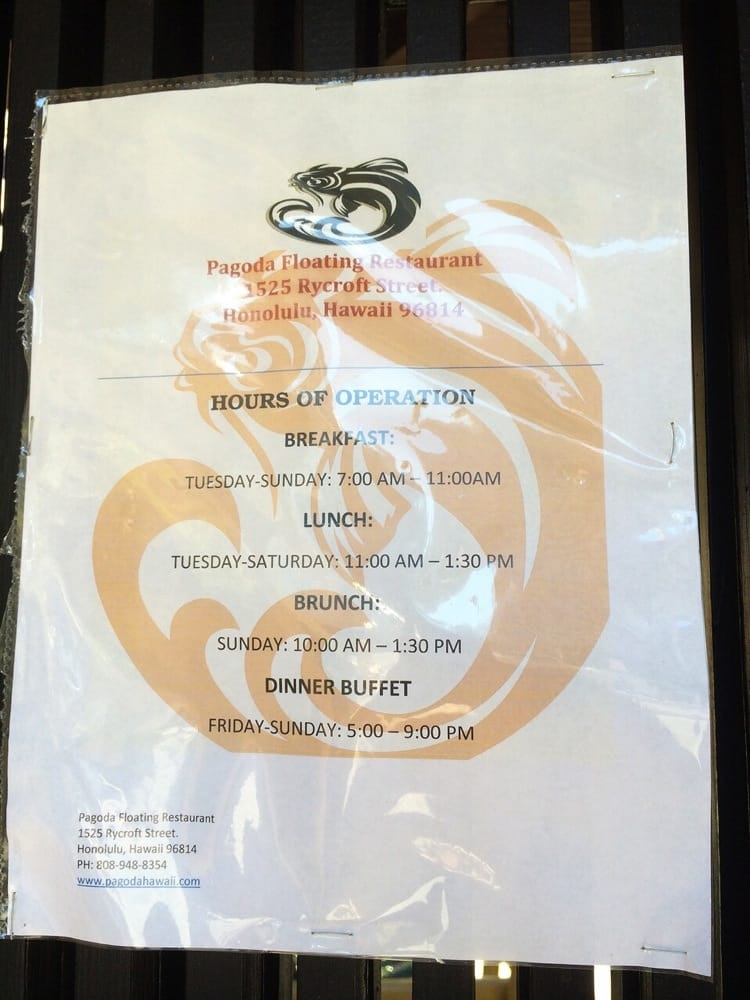 Pagoda Floating Restaurant
1525 Rycroft Street.
Honolulu, Hawaii 96814
HOURS OF OPERATION
BREAKFAST:
TUESDAY-SUNDAY: 7:00 AM – 11:00AM
LUNCH:
TUESDAY-SATURDAY: 11:00 AM – 1:30 PM
BRUNCH:
SUNDAY: 10:00 AM – 1:30 PM
DINNER BUFFET
FRIDAY-SUNDAY: 5:00 – 9:00 PM
Pagoda Floating Restaurant
1525 Rycroft Street.
Honolulu, Hawaii 96814
PH: 808-948-8354
www.pagodahawaii.com